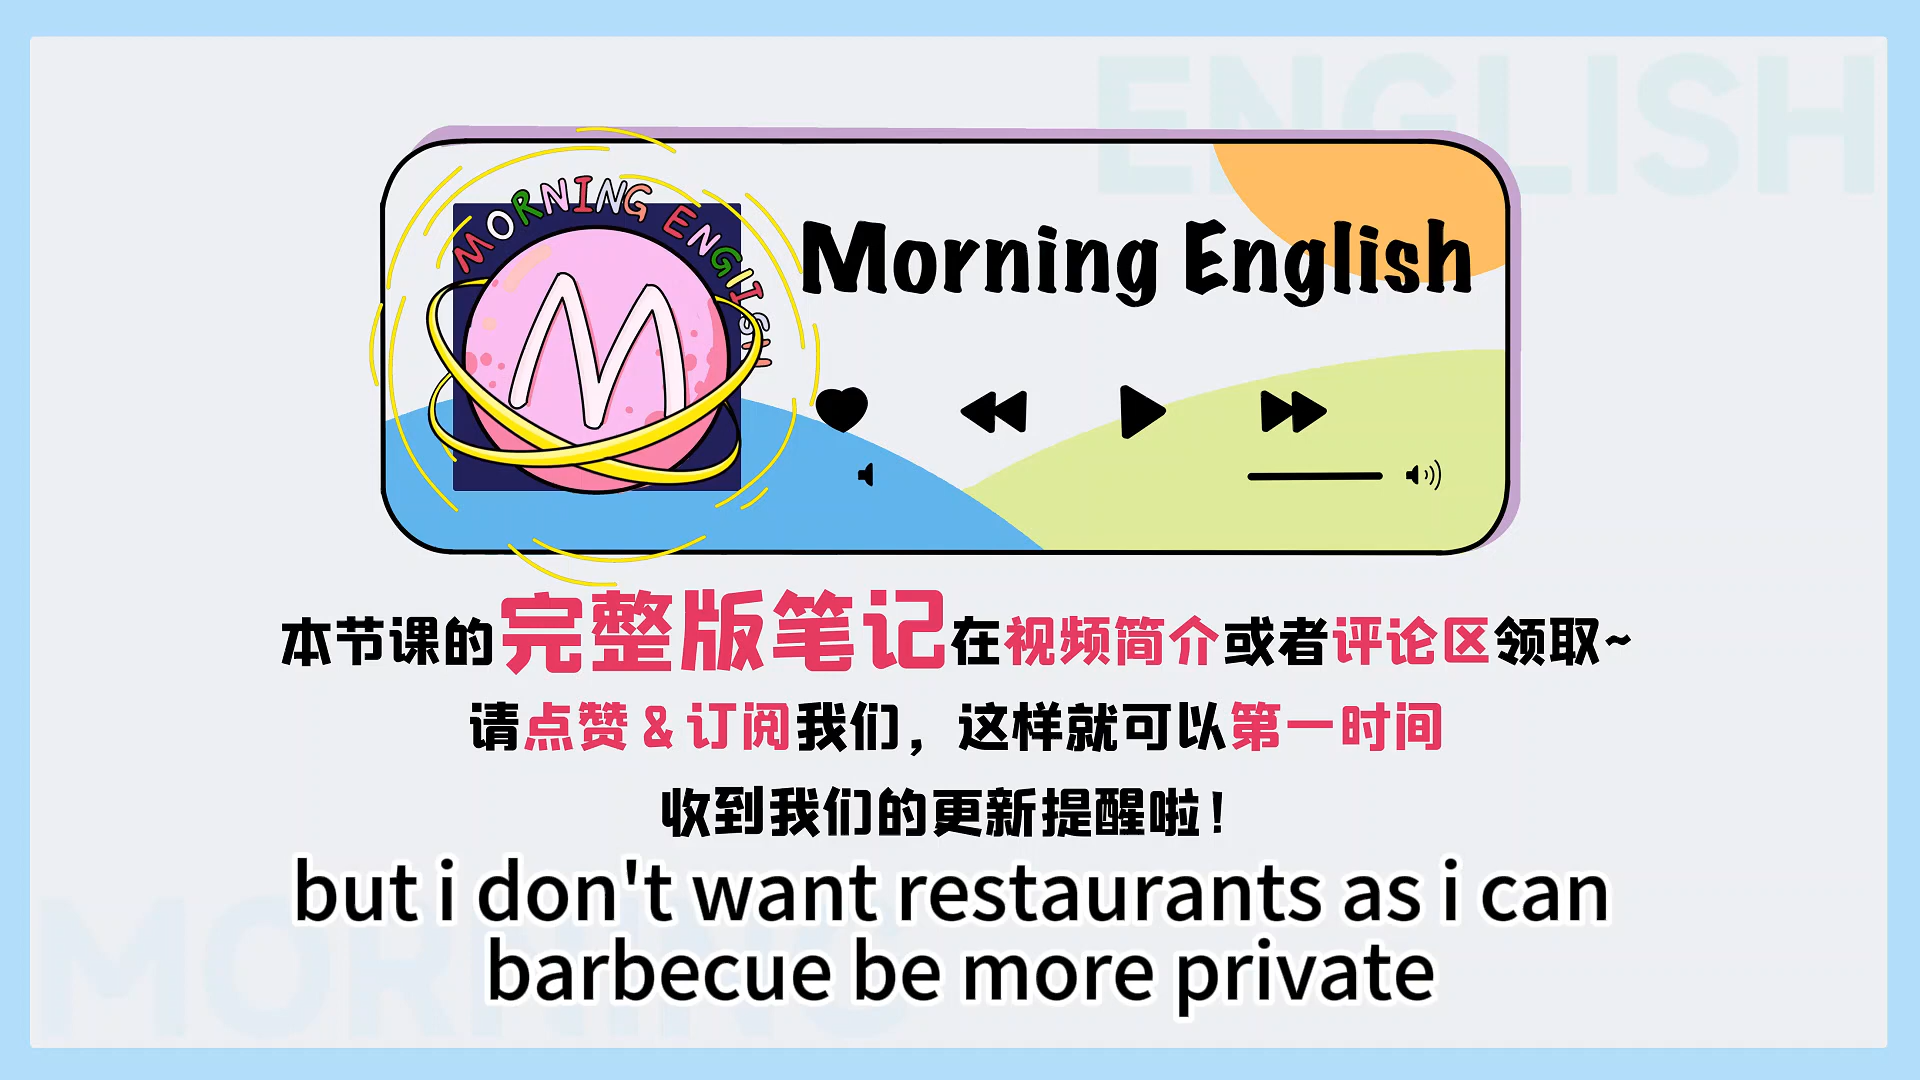 ENGLISH
MORNING ENGLISH
M
Morning English
本节课的完整版笔记在视频简介或者评论区领取~
请点赞&订阅我们，这样就可以第一时间
收到我们的更新提醒啦！
but i don't want restaurants as i can
barbecue be more private
MORNING